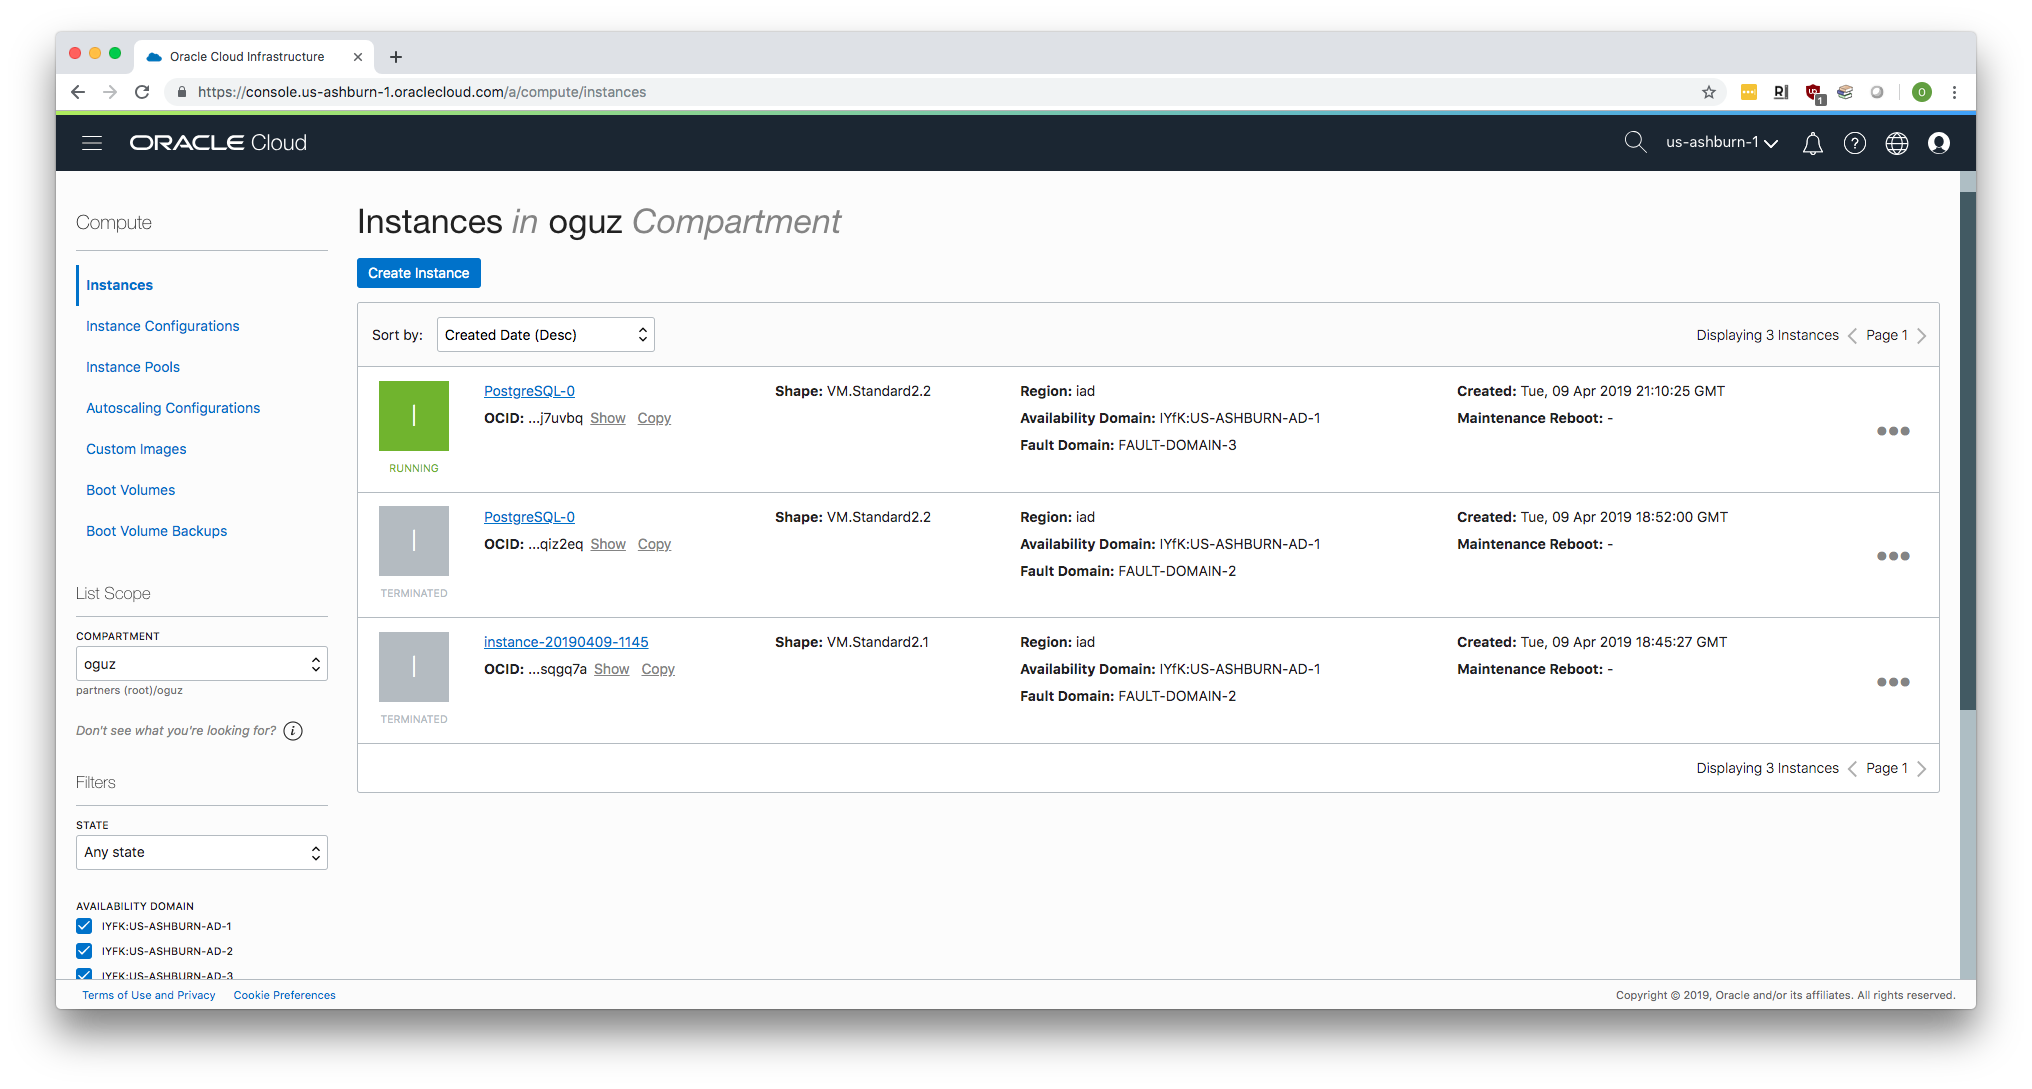 Oracle Cloud Infrastructure
https://console.us-ashburn-1.oraclecloud.com/a/compute/instances
ORACLE Cloud
us-ashburn-1
Compute
Instances
Instance Configurations
Instance Pools
Autoscaling Configurations
Custom Images
Boot Volumes
Boot Volume Backups
List Scope
COMPARTMENT
oguz
partners (root)/oguz
Don't see what you're looking for?
Filters
STATE
Any state
AVAILABILITY DOMAIN
IYFK:US-ASHBURN-AD-1
IYFK:US-ASHBURN-AD-2
IYFK:US-ASHBURN-AD-3
Instances in oguz Compartment
Create Instance
Sort by: Created Date (Desc)
Displaying 3 Instances Page 1
I
RUNNING
PostgreSQL-0
OCID: ...j7uvbq Show Copy
Shape: VM.Standard2.2
Region: iad
Availability Domain: IYfK:US-ASHBURN-AD-1
Fault Domain: FAULT-DOMAIN-3
Created: Tue, 09 Apr 2019 21:10:25 GMT
Maintenance Reboot: -
I
TERMINATED
PostgreSQL-0
OCID: ...qiz2eq Show Copy
Shape: VM.Standard2.2
Region: iad
Availability Domain: IYfK:US-ASHBURN-AD-1
Fault Domain: FAULT-DOMAIN-2
Created: Tue, 09 Apr 2019 18:52:00 GMT
Maintenance Reboot: -
I
TERMINATED
instance-20190409-1145
OCID: ...sqgq7a Show Copy
Shape: VM.Standard2.1
Region: iad
Availability Domain: IYfK:US-ASHBURN-AD-1
Fault Domain: FAULT-DOMAIN-2
Created: Tue, 09 Apr 2019 18:45:27 GMT
Maintenance Reboot: -
Displaying 3 Instances Page 1
Terms of Use and Privacy Cookie Preferences
Copyright © 2019, Oracle and/or its affiliates. All rights reserved.